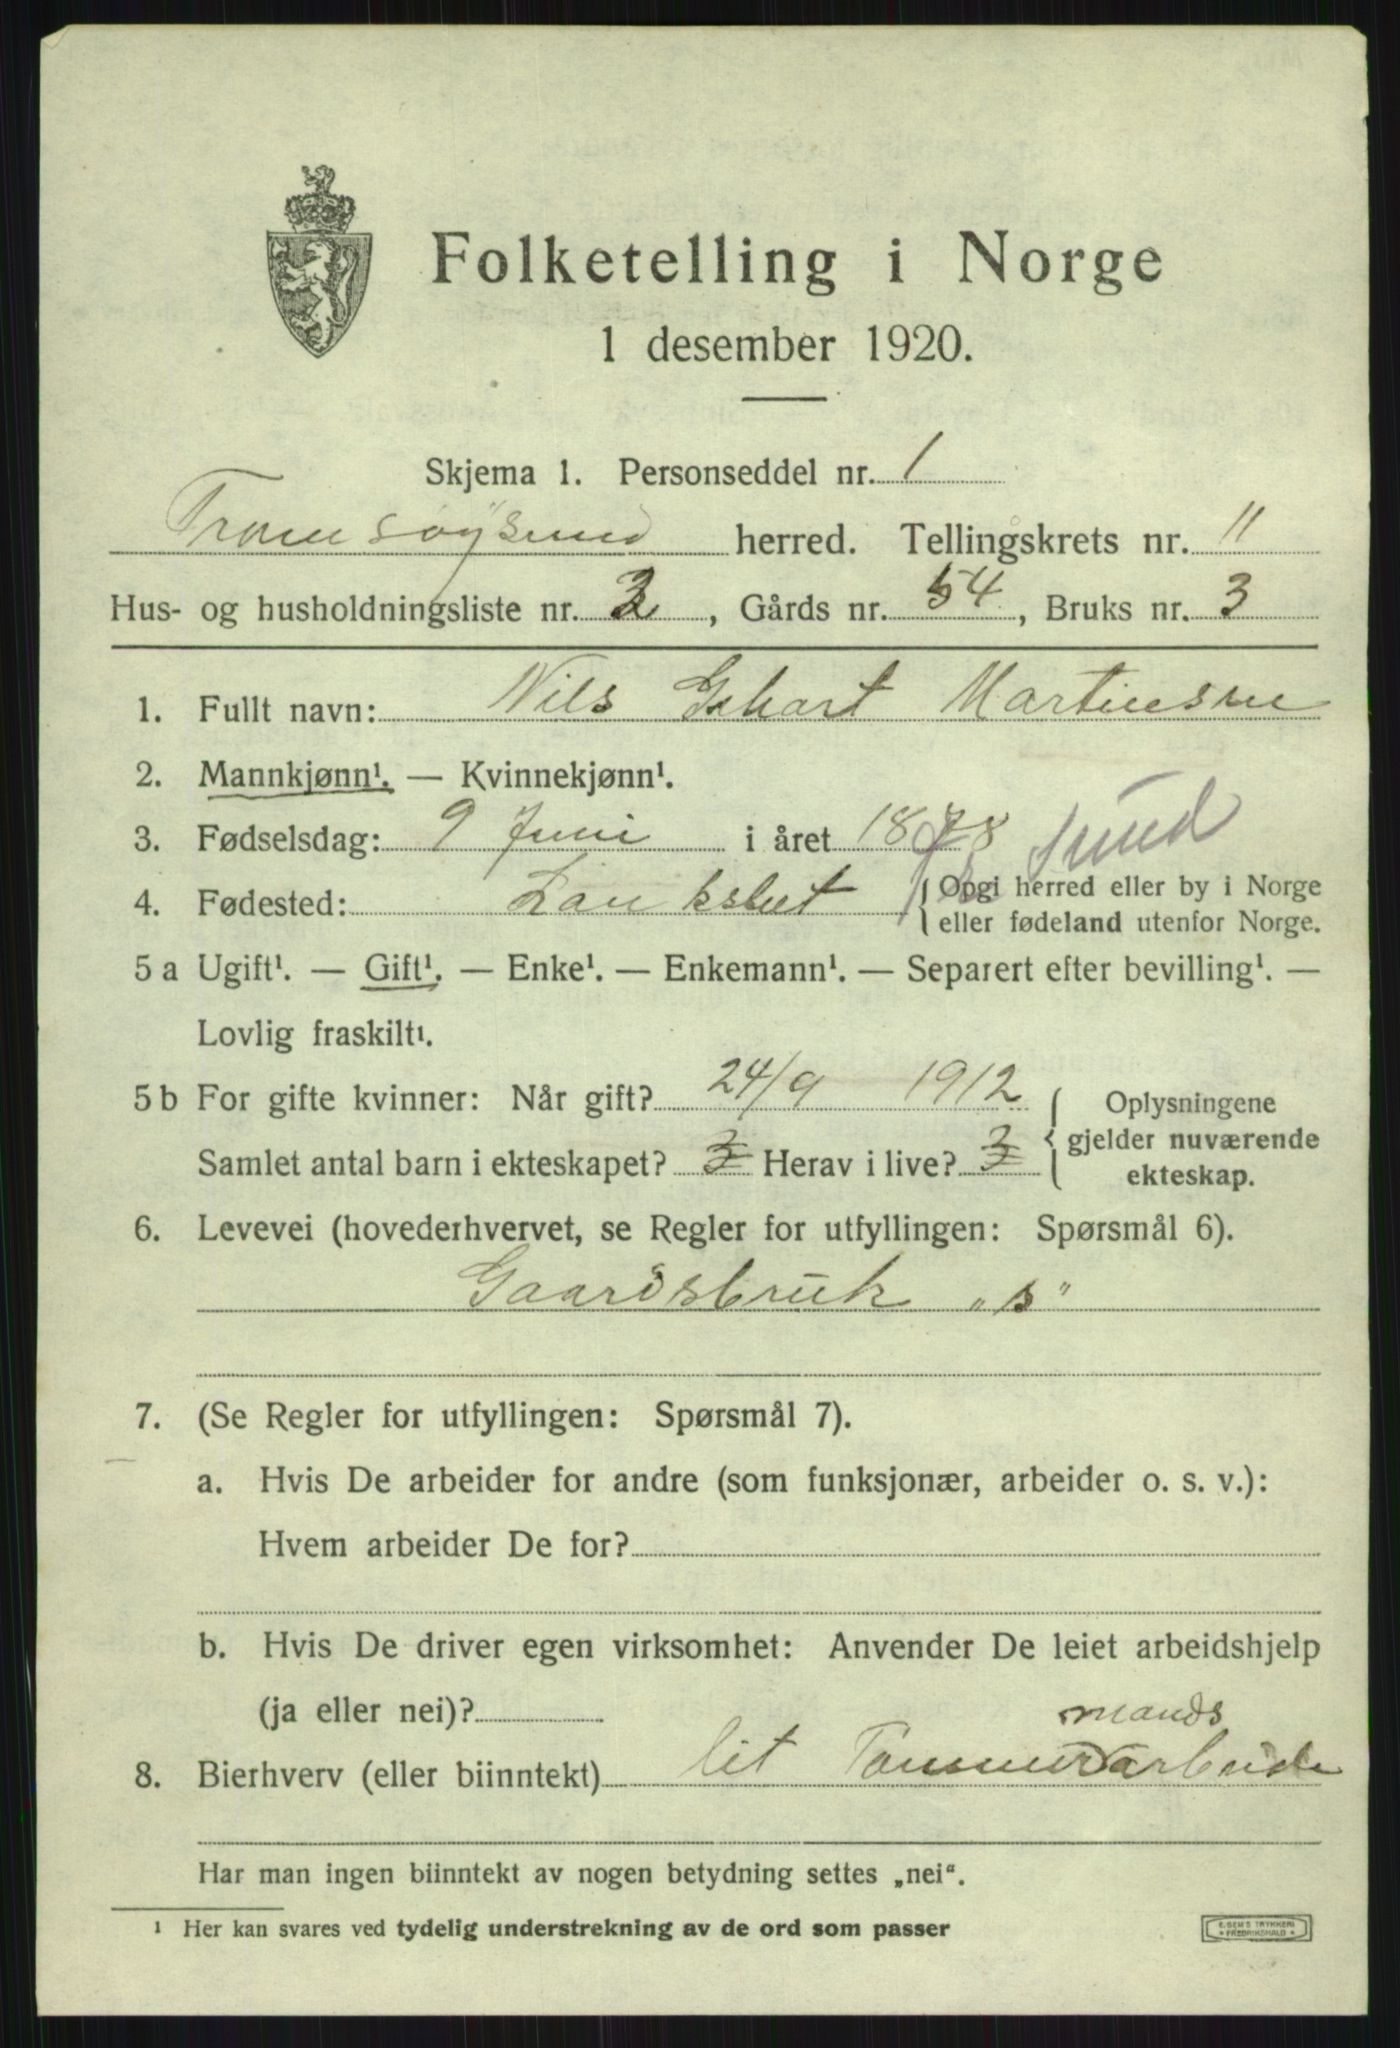 Folketelling i Norge
1 desember 1920.
Skjema 1. Personseddel nr. 1
Tromsøysund herred. Tellingskrets nr. 11
Hus- og husholdningsliste nr. 2, Gårds nr. 54, Bruks nr. 3
1. Fullt navn: Nils Gehart Martinsen
2. Mannkjønn¹. — Kvinnekjønn¹.
3. Fødselsdag: 9 Juni i året 1878
sund
4. Fødested: { Opgi herred eller by i Norge
eller fødeland utenfor Norge.
5 a Ugift¹. — Gift¹. — Enke¹. — Enkemann¹. — Separert efter bevilling¹. —
Lovlig fraskilt¹.
5 b For gifte kvinner: Når gift? 24/9 1912 { Oplysningene
Samlet antal barn i ekteskapet? 3 Herav i live? 3 gjelder nuværende
ekteskap.
6. Levevei (hovederhvervet, se Regler for utfyllingen: Spørsmål 6).
Gaardsbruk „s"
7. (Se Regler for utfyllingen: Spørsmål 7).
a. Hvis De arbeider for andre (som funksjonær, arbeider o. s. v.):
Hvem arbeider De for?
b. Hvis De driver egen virksomhet: Anvender De leiet arbeidshjelp
(ja eller nei)?
mands
8. Bierhverv (eller biinntekt) lit Tømmerarbeide
Har man ingen biinntekt av nogen betydning settes „nei".
¹ Her kan svares ved tydelig understrekning av de ord som passer
E. SEM'S TRYKKERI
FREDRIKSHALD